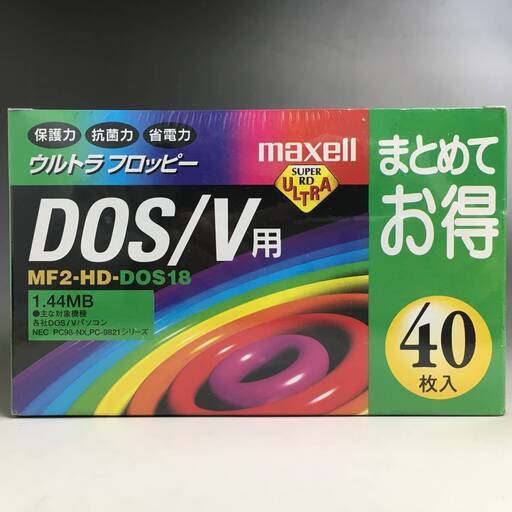 保護力 抗菌力 省電力
ウルトラ フロッピー
maxell
SUPER
RD
ULTRA
DOS/V用
MF2-HD-DOS18
1.44MB
●主な対象機種
各社DOS/Vパソコン
NEC PC98-NX,PC-9821シリーズ
まとめて
お得
40
枚入